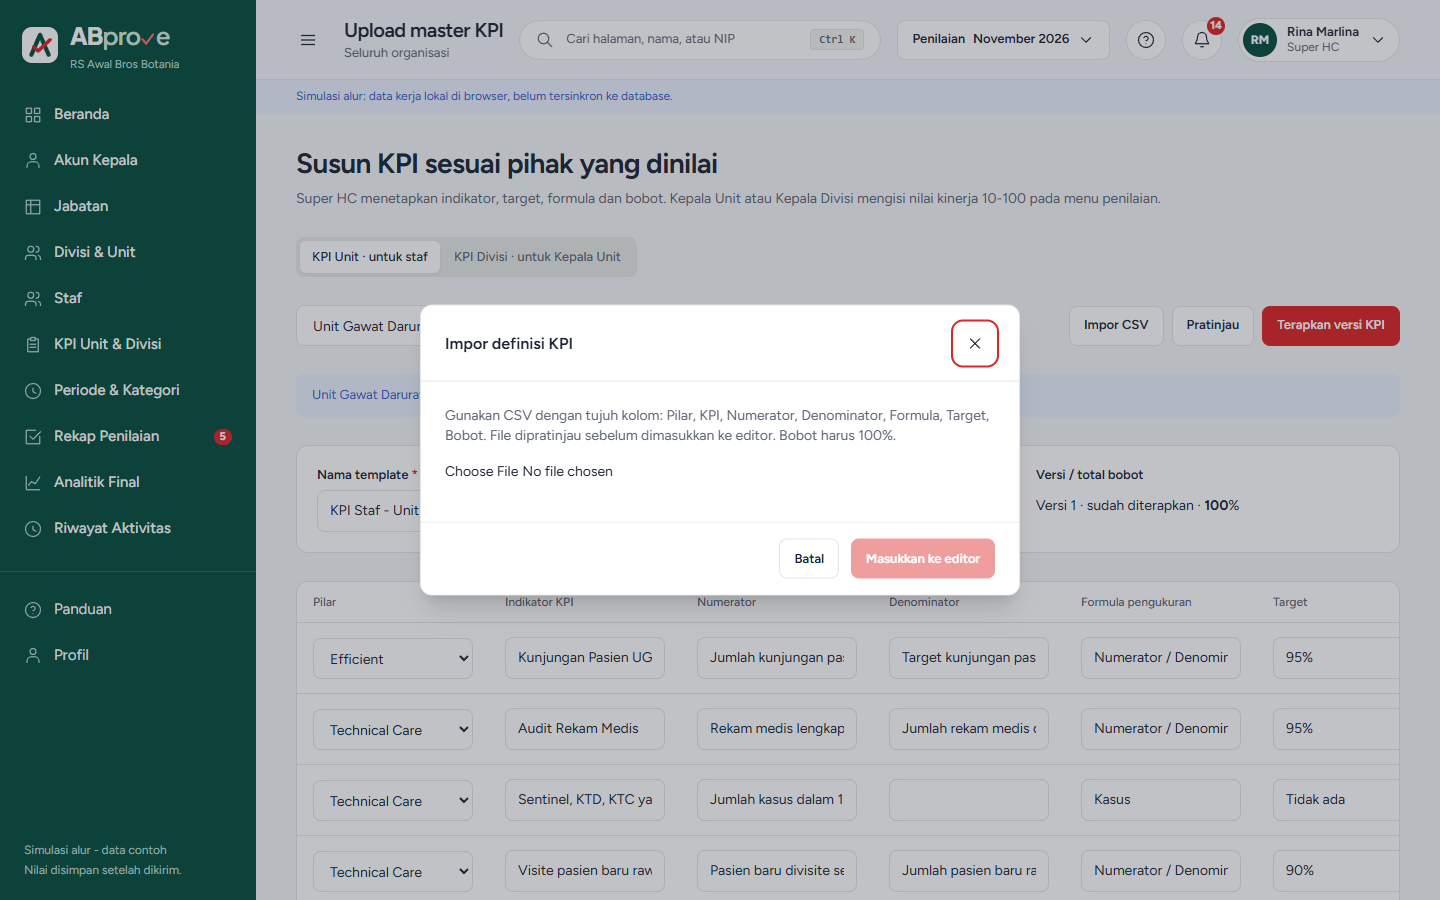 ABprove
RS Awal Bros Botania
Beranda
Akun Kepala
Jabatan
Divisi & Unit
Staf
KPI Unit & Divisi
Periode & Kategori
Rekap Penilaian
5
Analitik Final
Riwayat Aktivitas
Panduan
Profil
Simulasi alur - data contoh
Nilai disimpan setelah dikirim.
Upload master KPI
Seluruh organisasi
Cari halaman, nama, atau NIP
Ctrl K
Penilaian November 2026
14
RM
Rina Marlina
Super HC
Simulasi alur: data kerja lokal di browser, belum tersinkron ke database.
Susun KPI sesuai pihak yang dinilai
Super HC menetapkan indikator, target, formula dan bobot. Kepala Unit atau Kepala Divisi mengisi nilai kinerja 10-100 pada menu penilaian.
KPI Unit · untuk staf
KPI Divisi · untuk Kepala Unit
Unit Gawat Darur
Impor CSV
Pratinjau
Terapkan versi KPI
Unit Gawat Darura
Nama template *
KPI Staf - Unit
Versi / total bobot
Versi 1 · sudah diterapkan · 100%
Impor definisi KPI
Gunakan CSV dengan tujuh kolom: Pilar, KPI, Numerator, Denominator, Formula, Target,
Bobot. File dipratinjau sebelum dimasukkan ke editor. Bobot harus 100%.
Choose File No file chosen
Batal
Masukkan ke editor
Pilar
Indikator KPI
Numerator
Denominator
Formula pengukuran
Target
Efficient
Kunjungan Pasien UG
Jumlah kunjungan pas
Target kunjungan pas
Numerator / Denomir
95%
Technical Care
Audit Rekam Medis
Rekam medis lengkap
Jumlah rekam medis
Numerator / Denomir
95%
Technical Care
Sentinel, KTD, KTC ya
Jumlah kasus dalam 1
Kasus
Tidak ada
Technical Care
Visite pasien baru raw
Pasien baru divisite se
Jumlah pasien baru ra
Numerator / Denomir
90%